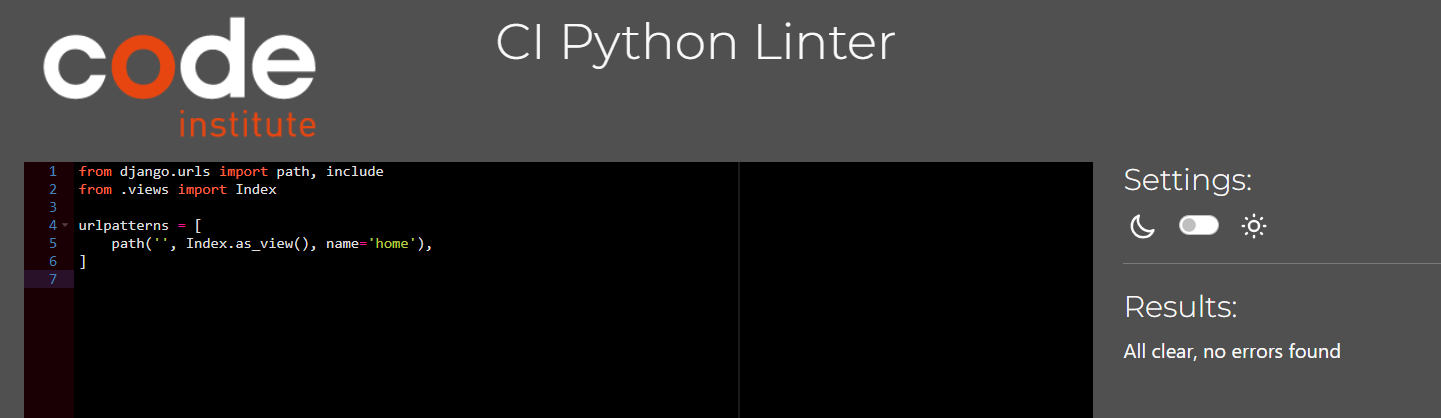 code
institute
CI Python Linter
1 from django.urls import path, include
2 from .views import Index
3
4 urlpatterns = [
5     path('', Index.as_view(), name='home'),
6 ]
7
Settings:
Results:
All clear, no errors found